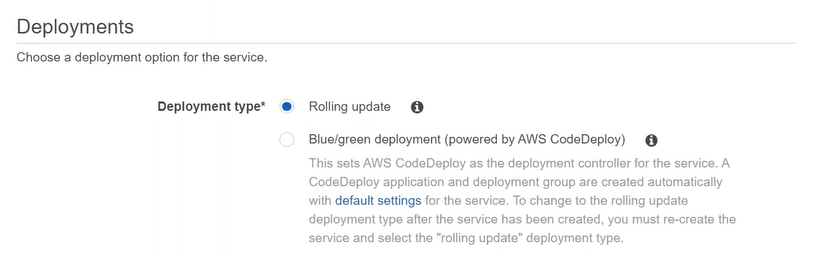 Deployments
Choose a deployment option for the service.
Deployment type* Rolling update
Blue/green deployment (powered by AWS CodeDeploy)
This sets AWS CodeDeploy as the deployment controller for the service. A
CodeDeploy application and deployment group are created automatically
with default settings for the service. To change to the rolling update
deployment type after the service has been created, you must re-create the
service and select the "rolling update" deployment type.